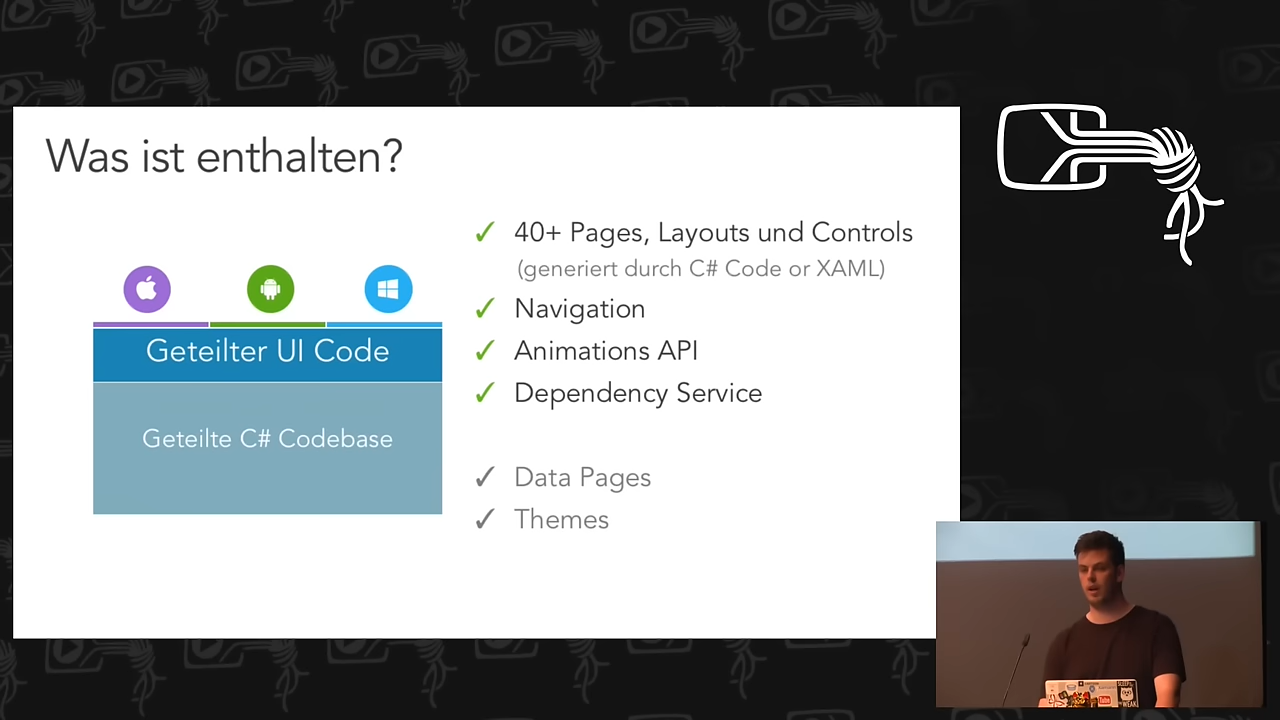 Was ist enthalten?
Geteilter UI Code
Geteilte C# Codebase
✓ 40+ Pages, Layouts und Controls
(generiert durch C# Code or XAML)
✓ Navigation
✓ Animations API
✓ Dependency Service
✓ Data Pages
✓ Themes